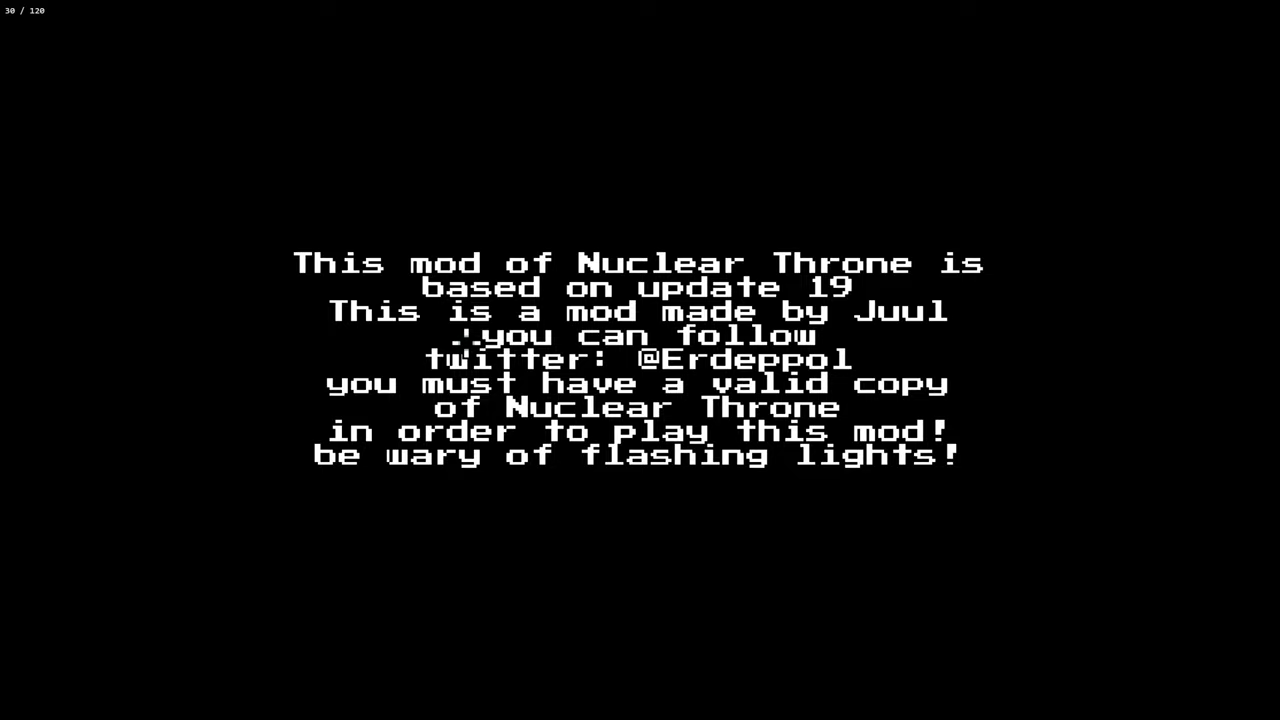 30 / 120
This mod of Nuclear Throne is
based on update 19
This is a mod made by Juul
you can follow
twitter: @Erdeppol
you must have a valid copy
of Nuclear Throne
in order to play this mod!
be wary of flashing lights!